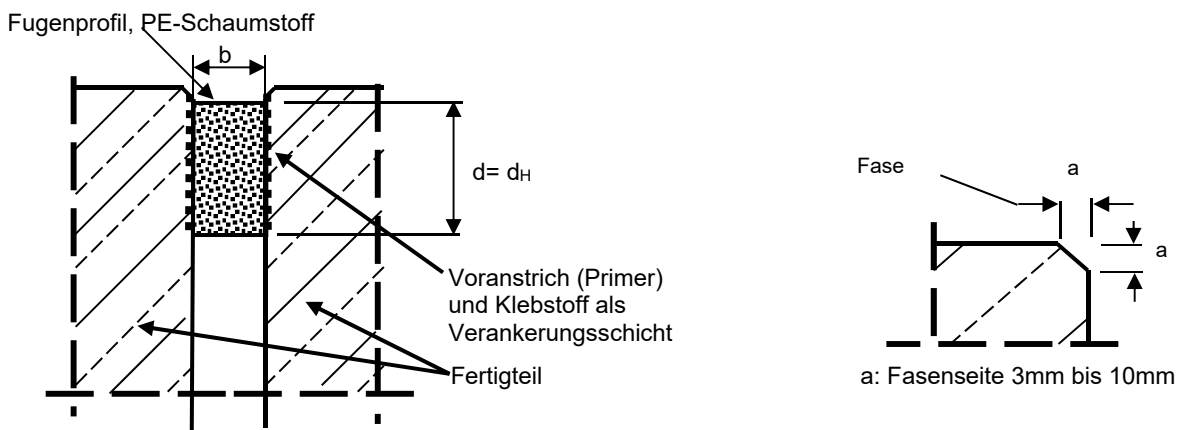 Fugenprofil, PE-Schaumstoff
b
d= dH
Voranstrich (Primer)
und Klebstoff als
Verankerungsschicht
Fertigteil
Fase
a
a
a: Fasenseite 3mm bis 10mm